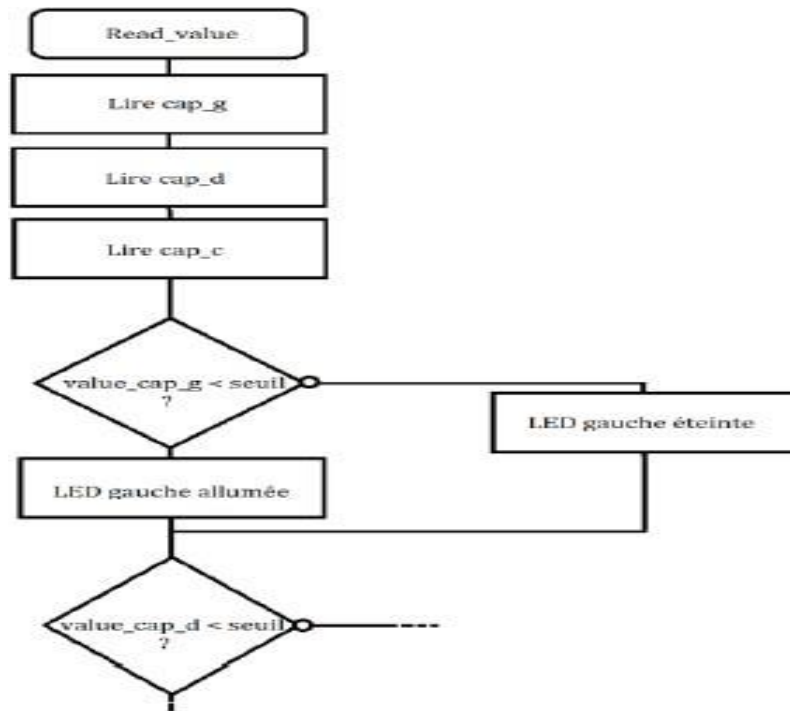 Read_value
Lire cap_g
Lire cap_d
Lire cap_c
value_cap_g < seuil
?
LED gauche éteinte
LED gauche allumée
value_cap_d < seuil
?